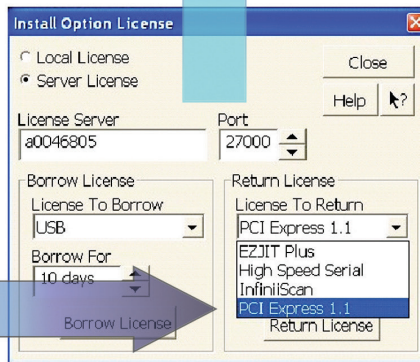 Install Option License
Local License
Server License
Close
Help
?
License Server
Port
a0046805
27000
Borrow License
License To Borrow
USB
Borrow For
10 days
Borrow License
Return License
License To Return
PCI Express 1.1
EZJIT Plus
High Speed Serial
InfiniiScan
PCI Express 1.1
Return License